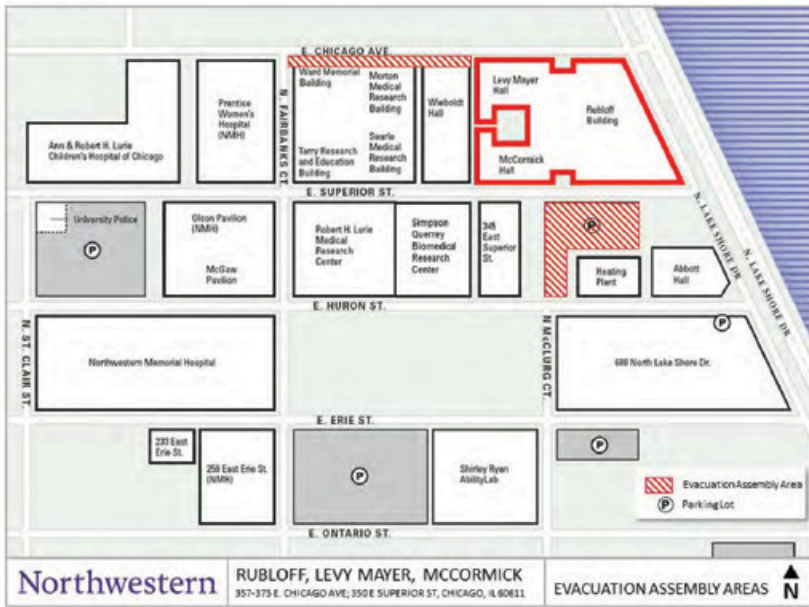 E. CHICAGO AVE.
Ward Memorial
Building
Morton
Medical
Research
Building
Wieboldt
Hall
Levy Mayer
Hall
Rubloff
Building
Prentice
Women's
Hospital
(NMH)
N. FAIRBANKS CT.
Ann & Robert H. Lurie
Children's Hospital of Chicago
Tarry Research
and Education
Building
Searle
Medical
Research
Building
McCormick
Hall
E. SUPERIOR ST.
N. LAKE SHORE DR
N. LAKE SHORE DR
University Police
P
Olson Pavilion
(NMH)
McGaw
Pavilion
Robert H. Lurie
Medical
Research
Center
Simpson
Querrey
Biomedical
Research
Center
345
East
Superior
St.
P
Heating
Plant
Abbott
Hall
E. HURON ST.
N. ST. CLAIR ST.
Northwestern Memorial Hospital
N McCLURG CT.
P
680 North Lake Shore Dr.
E. ERIE ST.
233 East
Erie St.
259 East Erie St.
(NMH)
P
Shirley Ryan
AbilityLab
P
Evacuation Assembly Area
P
Parking Lot
E. ONTARIO ST.
Northwestern
RUBLOFF, LEVY MAYER, MCCORMICK
357-375 E. CHICAGO AVE; 350 E SUPERIOR ST, CHICAGO, IL 60611
EVACUATION ASSEMBLY AREAS
N